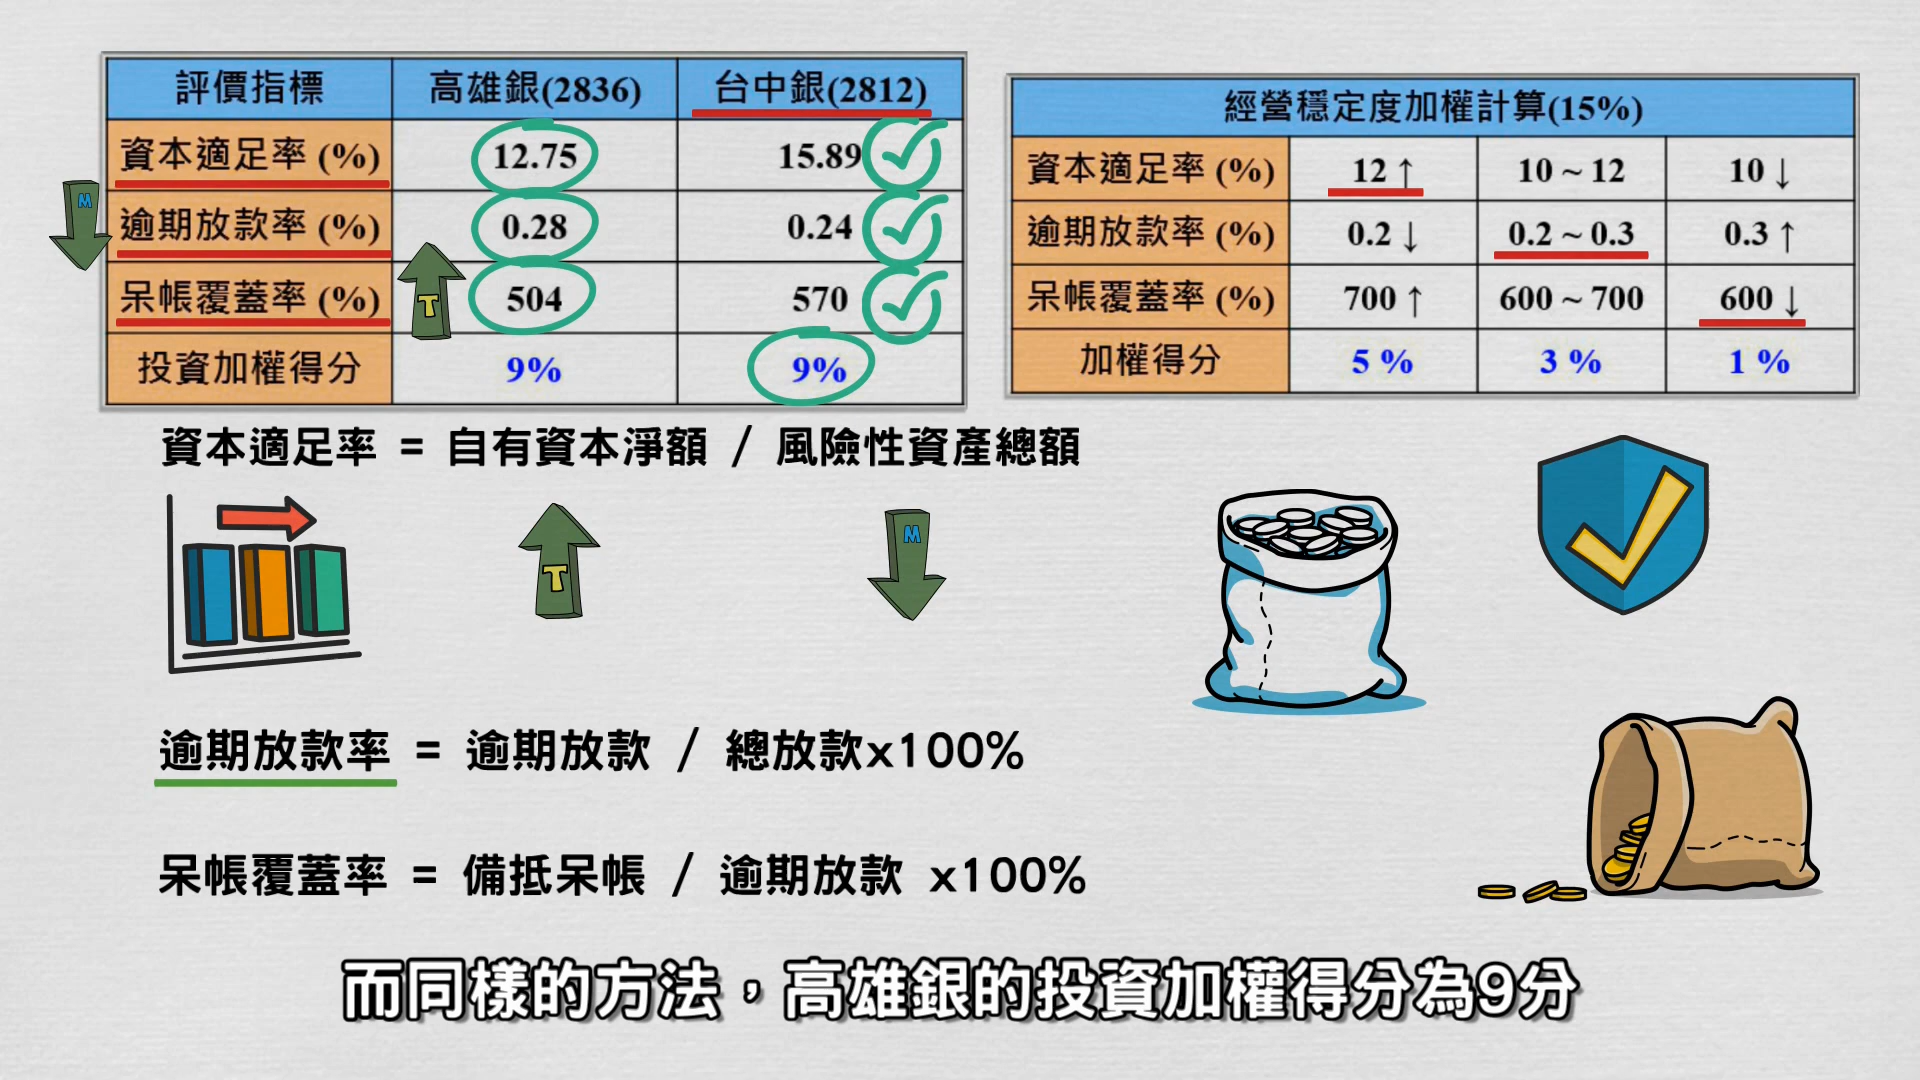 評價指標 高雄銀(2836) 台中銀(2812)
資本適足率 (%) 12.75 15.89
逾期放款率 (%) 0.28 0.24
呆帳覆蓋率 (%) 504 570
投資加權得分 9% 9%
經營穩定度加權計算(15%)
資本適足率 (%) 12 ↑ 10 ~ 12 10 ↓
逾期放款率 (%) 0.2 ↓ 0.2 ~ 0.3 0.3 ↑
呆帳覆蓋率 (%) 700 ↑ 600 ~ 700 600 ↓
加權得分 5 % 3 % 1 %
M
T
資本適足率 = 自有資本淨額 / 風險性資產總額
T
M
逾期放款率 = 逾期放款 / 總放款x100%
呆帳覆蓋率 = 備抵呆帳 / 逾期放款 x100%
而同樣的方法，高雄銀的投資加權得分為9分